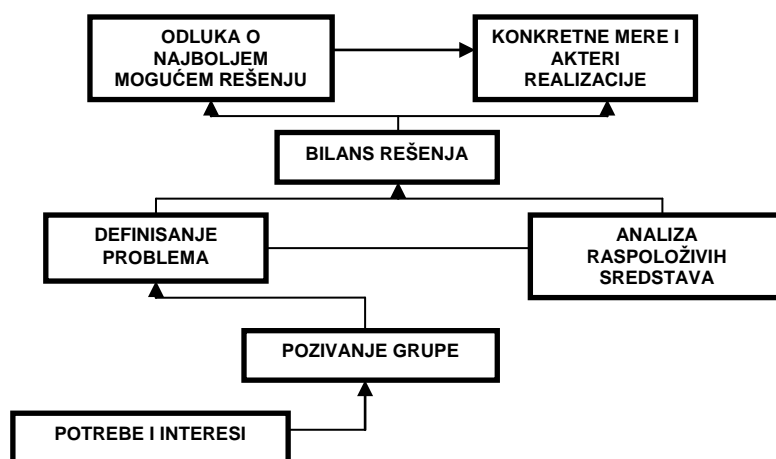 ODLUKA O
NAJBOLJEM
MOGUĆEM REŠENJU
KONKRETNE MERE I
AKTERI
REALIZACIJE
BILANS REŠENJA
DEFINISANJE
PROBLEMA
ANALIZA
RASPOLOŽIVIH
SREDSTAVA
POZIVANJE GRUPE
POTREBE I INTERESI